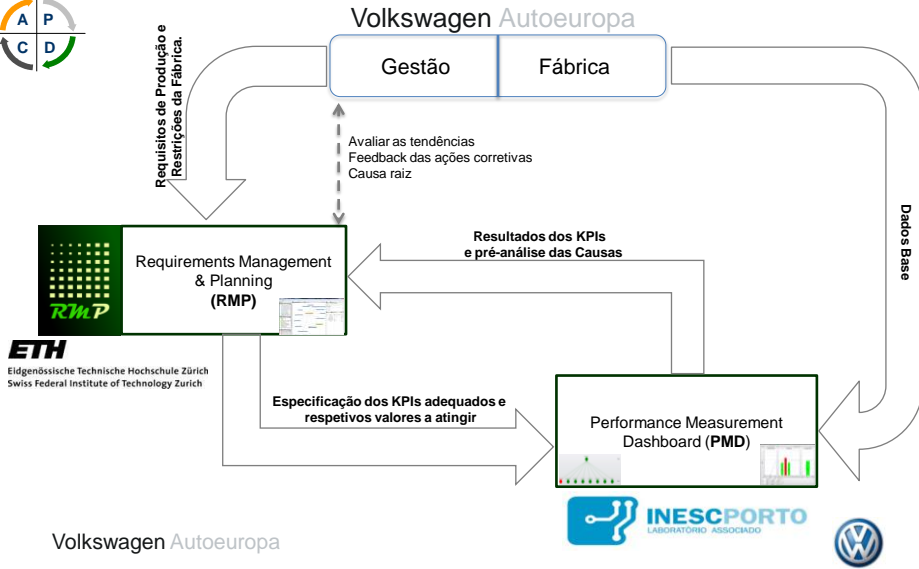 A P
C D
Volkswagen Autoeuropa
Gestão
Fábrica
Requisitos de Produção e
Restrições da Fábrica.
Avaliar as tendências
Feedback das ações corretivas
Causa raiz
Dados Base
Resultados dos KPIs
e pré-análise das Causas
RMP
Requirements Management
& Planning
(RMP)
ETH
Eidgenössische Technische Hochschule Zürich
Swiss Federal Institute of Technology Zurich
Especificação dos KPIs adequados e
respetivos valores a atingir
Performance Measurement
Dashboard (PMD)
INESCPORTO
LABORATÓRIO ASSOCIADO
Volkswagen Autoeuropa